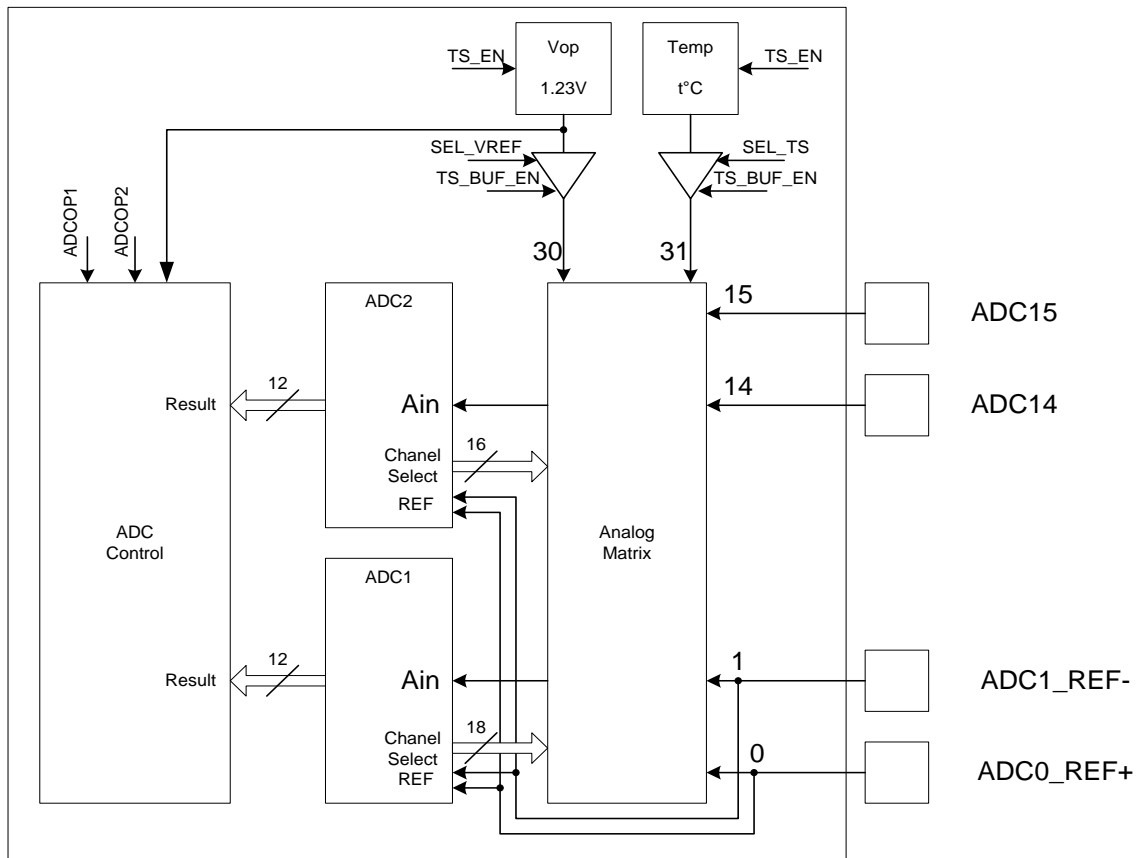 Vop
1.23V
Temp
t°C
TS_EN
TS_EN
SEL_VREF
TS_BUF_EN
SEL_TS
TS_BUF_EN
ADCOP1
ADCOP2
30
31
15
ADC15
14
ADC14
ADC2
12
Result
Ain
16
Chanel
Select
REF
ADC
Control
Analog
Matrix
ADC1
12
Result
Ain
18
Chanel
Select
REF
1
ADC1_REF-
0
ADC0_REF+